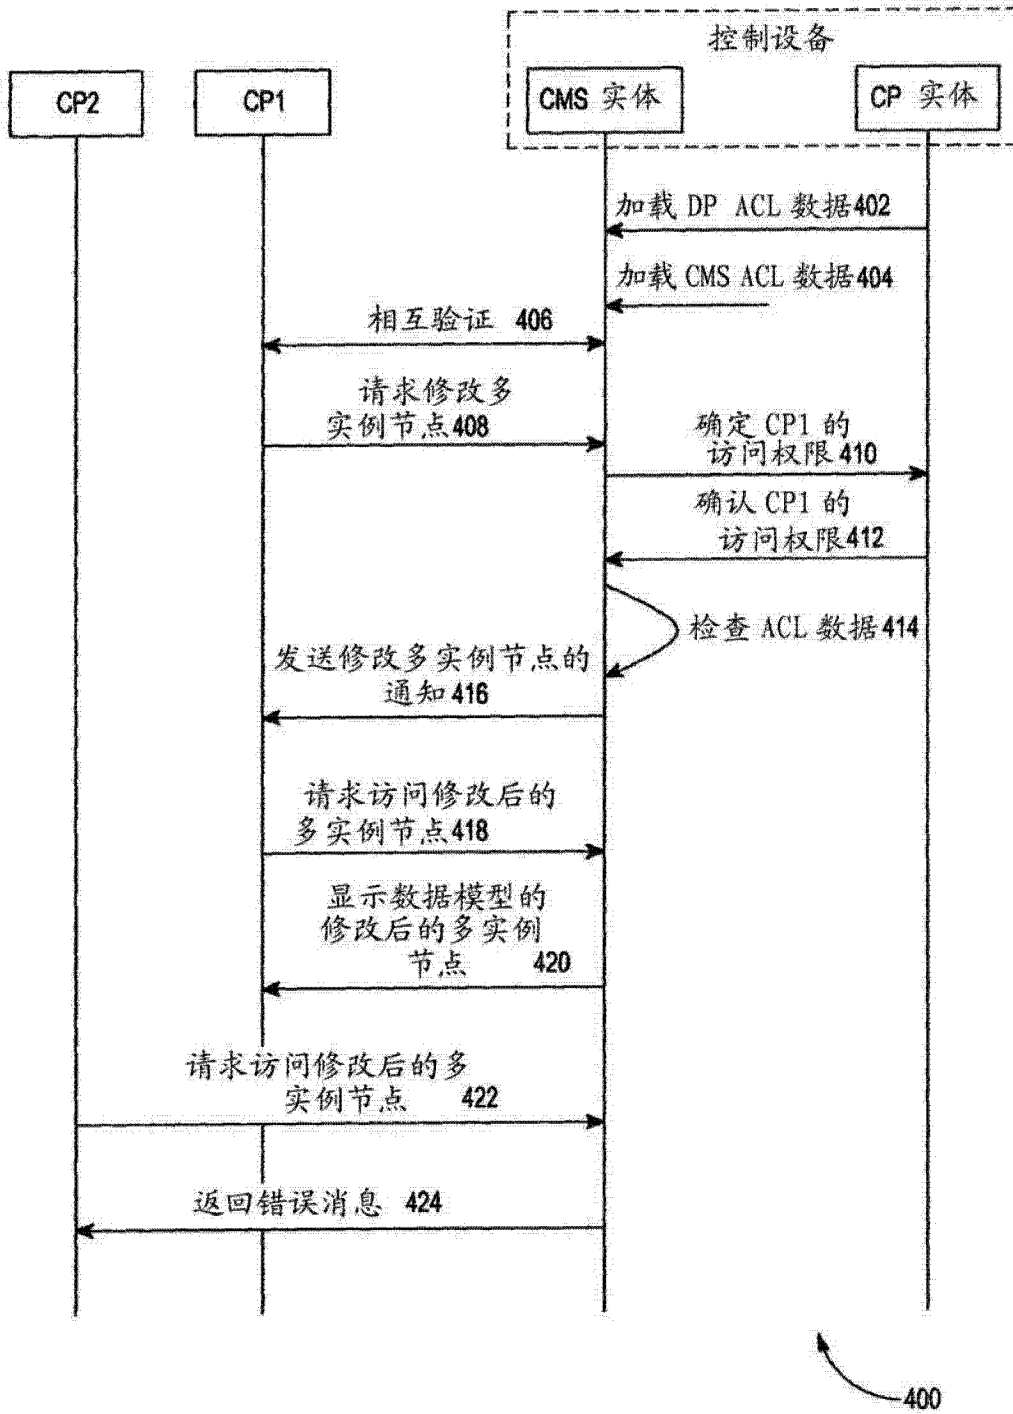 控制设备
CP2
CP1
CMS 实体
CP 实体
加载 DP ACL 数据402
加载 CMS ACL 数据404
相互验证 406
请求修改多
实例节点408
确定 CP1 的
访问权限410
确认 CP1 的
访问权限412
检查 ACL 数据414
发送修改多实例节点的
通知416
请求访问修改后的
多实例节点418
显示数据模型的
修改后的多实例
节点 420
请求访问修改后的多
实例节点 422
返回错误消息 424
400